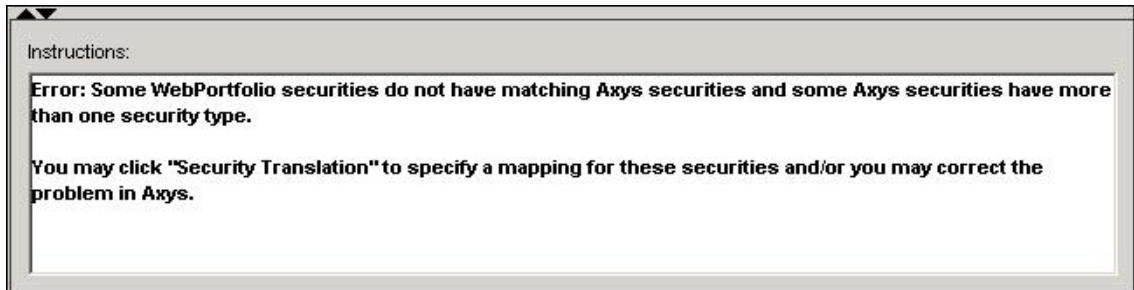 Instructions:
Error: Some WebPortfolio securities do not have matching Axys securities and some Axys securities have more
than one security type.
You may click "Security Translation" to specify a mapping for these securities and/or you may correct the
problem in Axys.